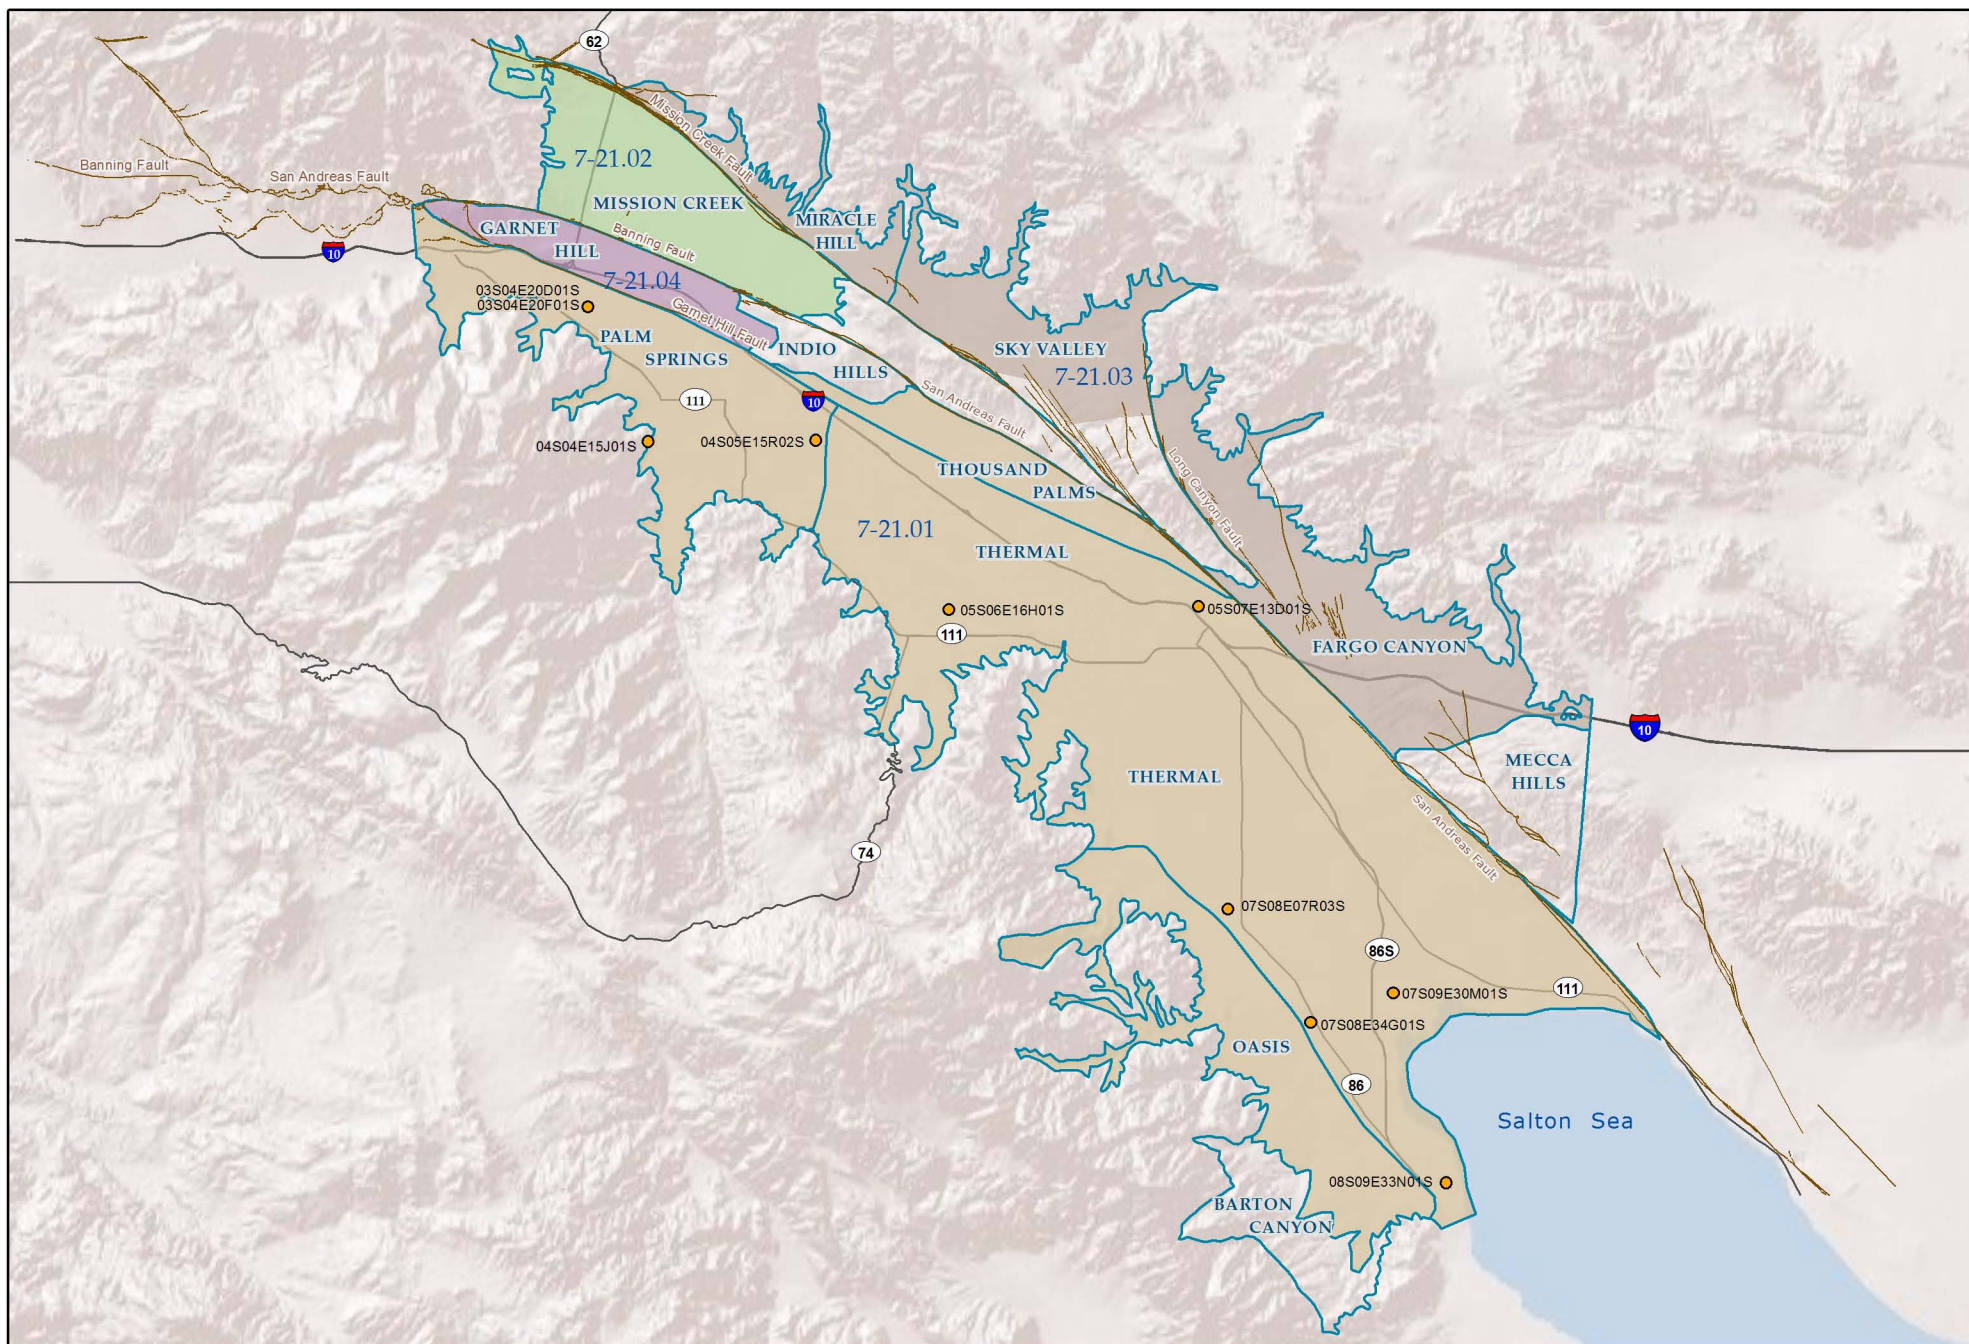 62
Mission Creek Fault
Banning Fault
San Andreas Fault
7-21.02
MISSION CREEK
MIRACLE
HILL
GARNET
HILL
Banning Fault
10
7-21.04
03S04E20D01S
03S04E20F01S
Garnet Hill Fault
PALM
SPRINGS
INDIO
HILLS
SKY VALLEY
7-21.03
San Andreas Fault
111
10
04S04E15J01S
04S05E15R02S
THOUSAND
PALMS
Long Canyon Fault
7-21.01
THERMAL
05S06E16H01S
05S07E13D01S
111
FARGO CANYON
10
MECCA
HILLS
THERMAL
San Andreas Fault
74
07S08E07R03S
86S
111
07S09E30M01S
07S08E34G01S
OASIS
86
Salton Sea
08S09E33N01S
BARTON
CANYON